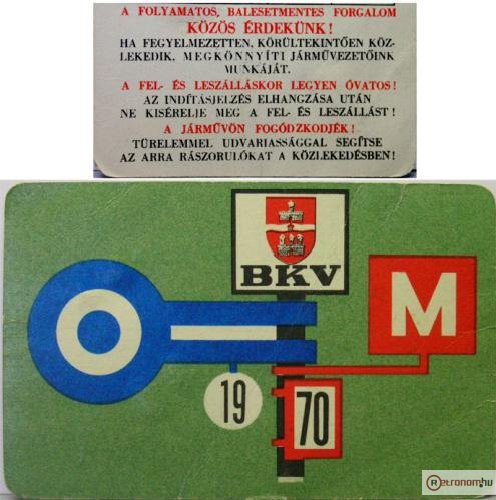 A FOLYAMATOS, BALESETMENTES FORGALOM
KÖZÖS ÉRDEKÜNK!
HA FEGYELMEZETTEN, KÖRÜLTEKINTŐEN KÖZ-
LEKEDIK. MEGKÖNNYÍTI JÁRMŰVEZETŐINK
MUNKÁJÁT.
A FEL- ÉS LESZÁLLÁSKOR LEGYEN ÓVATOS!
AZ INDÍTÁSJELZÉS ELHANGZÁSA UTÁN
NE KISÉRELJE MEG A FEL- ÉS LESZÁLLÁST!
A JÁRMŰVÖN FOGÓDZKODJÉK!
TÜRELEMMEL UDVARIASSÁGGAL SEGÍTSE
AZ ARRA RÁSZORULÓKAT A KÖZLEKEDÉSBEN!
BKV
M
19
70
Retronom.hu